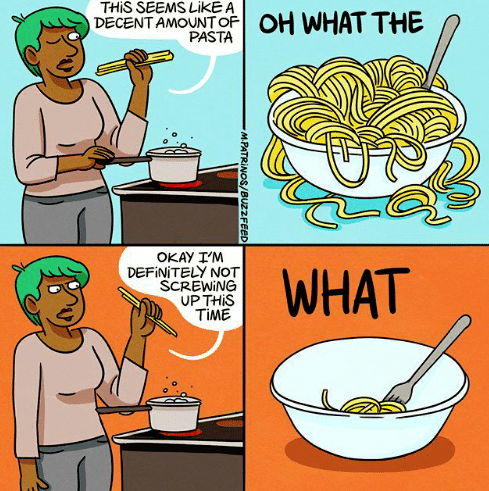 THIS SEEMS LIKE A
DECENT AMOUNT OF
PASTA
OH WHAT THE
M.PATRINOS/BUZZFEED
OKAY I'M
DEFINITELY NOT
SCREWING
UP THIS
TIME
WHAT